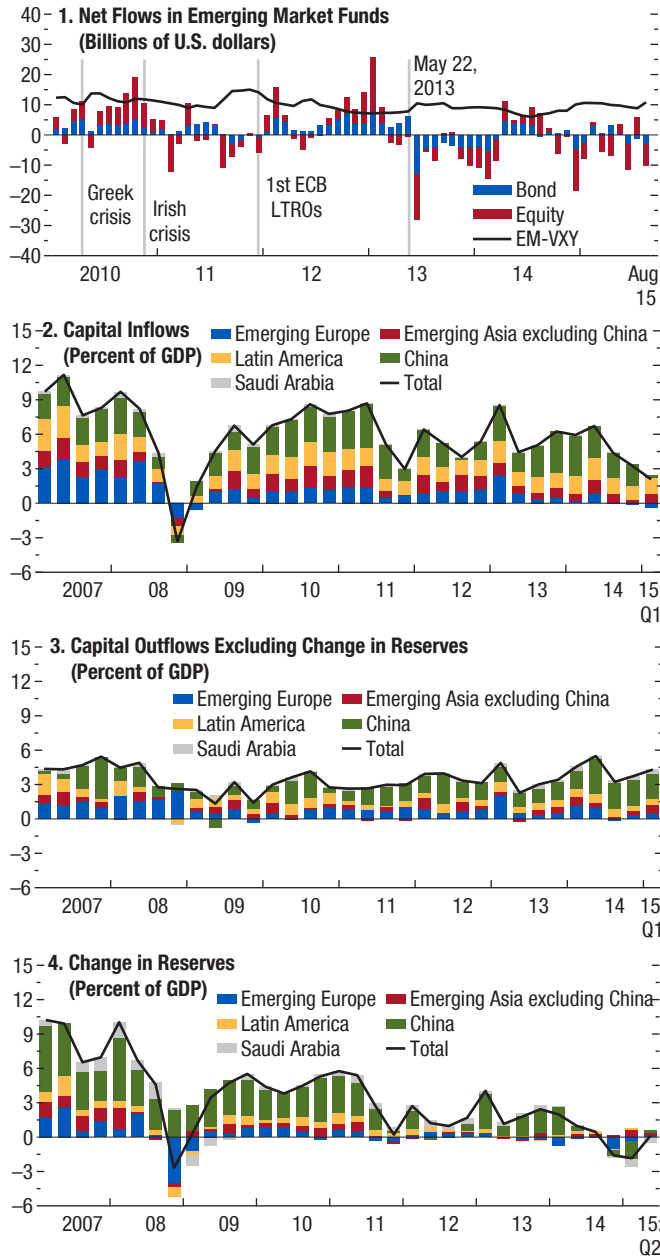 1. Net Flows in Emerging Market Funds
(Billions of U.S. dollars)
40
30
20
10
0
–10
–20
–30
–40
May 22,
2013
Greek
crisis
Irish
crisis
1st ECB
LTROs
Bond
Equity
EM-VXY
2010
11
12
13
14
Aug
15
2. Capital Inflows
(Percent of GDP)
Emerging Europe
Emerging Asia excluding China
Latin America
China
Saudi Arabia
Total
15
12
9
6
3
0
–3
–6
2007
08
09
10
11
12
13
14
15:
Q1
3. Capital Outflows Excluding Change in Reserves
(Percent of GDP)
Emerging Europe
Emerging Asia excluding China
Latin America
China
Saudi Arabia
Total
15
12
9
6
3
0
–3
–6
2007
08
09
10
11
12
13
14
15:
Q1
4. Change in Reserves
(Percent of GDP)
Emerging Europe
Emerging Asia excluding China
Latin America
China
Saudi Arabia
Total
15
12
9
6
3
0
–3
–6
2007
08
09
10
11
12
13
14
15:
Q2